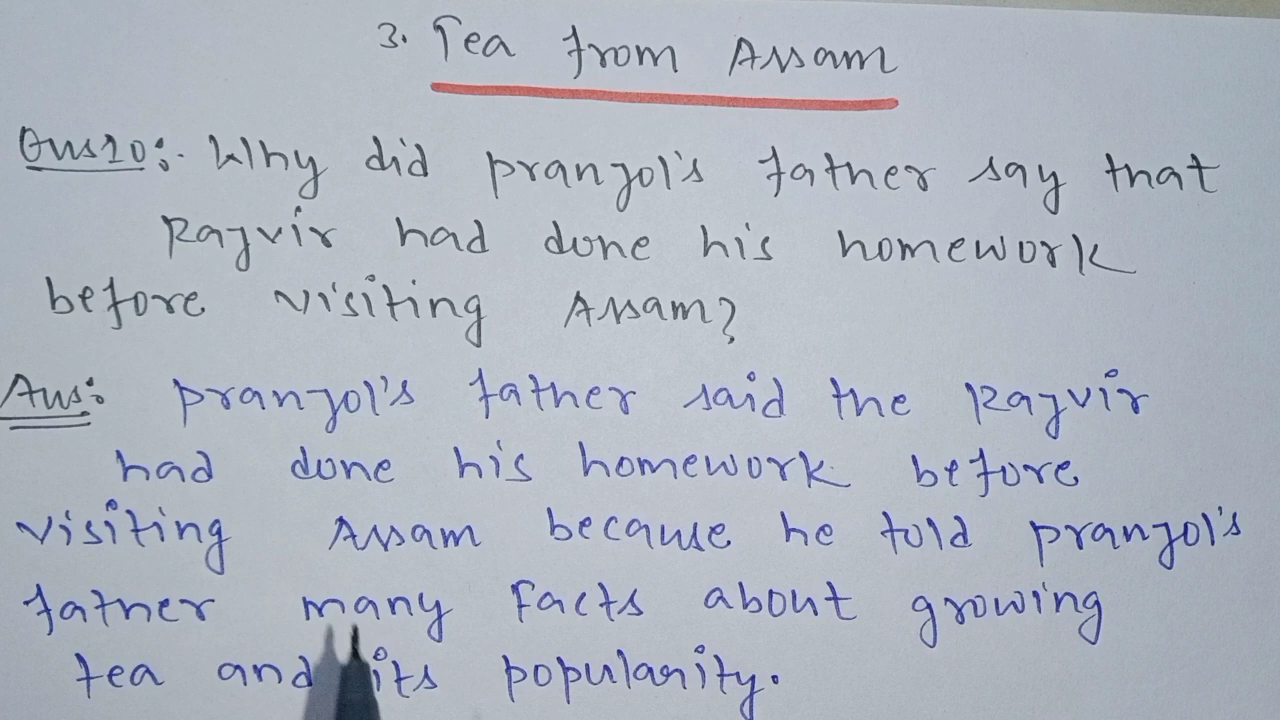 3. Tea from Assam
Qus10:- Why did pranjol's father say that
Rajvir had done his homework
before visiting Assam?
Ans: pranjol's father said the Rajvir
had done his homework before
visiting Assam because he told pranjol's
father many facts about growing
tea and its popularity.